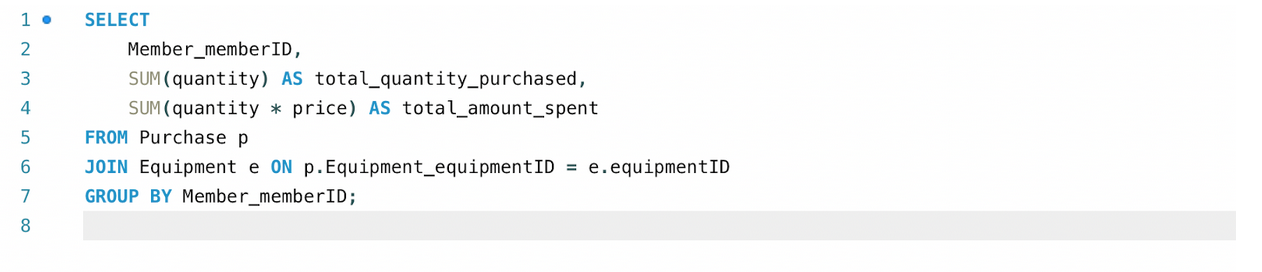 1 SELECT
2 Member_memberID,
3 SUM(quantity) AS total_quantity_purchased,
4 SUM(quantity * price) AS total_amount_spent
5 FROM Purchase p
6 JOIN Equipment e ON p.Equipment_equipmentID = e.equipmentID
7 GROUP BY Member_memberID;
8